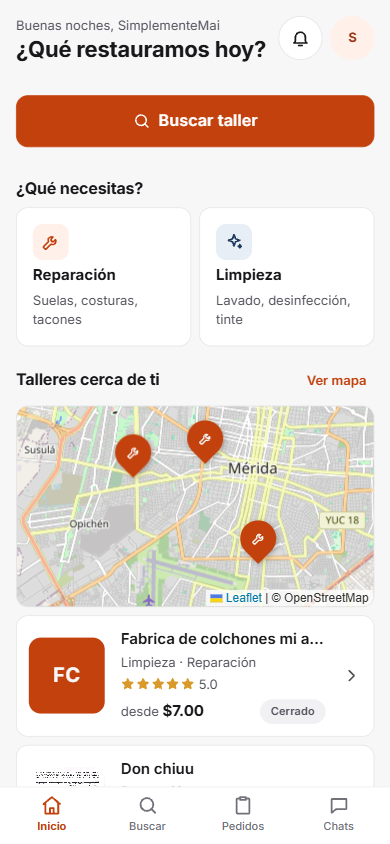 Buenas noches, SimplementeMai
¿Qué restauramos hoy?
S
Buscar taller
¿Qué necesitas?
Reparación
Suelas, costuras,
tacones
Limpieza
Lavado, desinfección,
tinte
Talleres cerca de ti
Ver mapa
Susulá
Mérida
Opichén
YUC 18
Leaflet | © OpenStreetMap
FC
Fabrica de colchones mi a...
Limpieza · Reparación
5.0
desde $7.00
Cerrado
Don chiuu
Inicio
Buscar
Pedidos
Chats